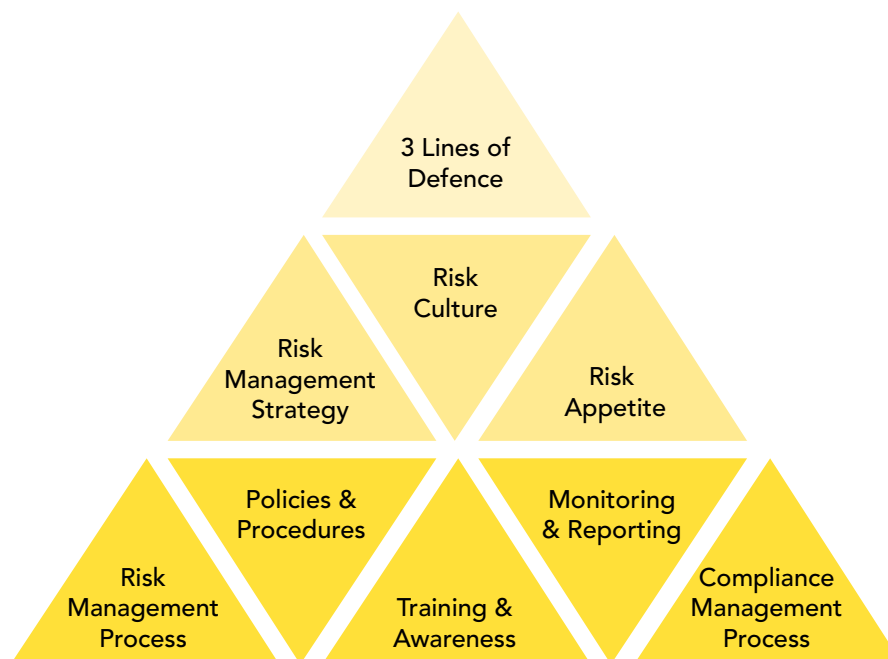 3 Lines of
Defence
Risk
Culture
Risk
Management
Strategy
Risk
Appetite
Policies &
Procedures
Monitoring
& Reporting
Risk
Management
Process
Training &
Awareness
Compliance
Management
Process